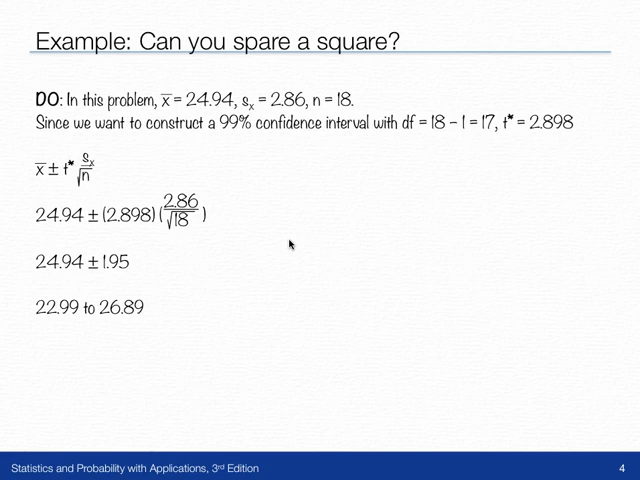 Example: Can you spare a square?
DO: In this problem, x̅ = 24.94, sₓ = 2.86, n = 18.
Since we want to construct a 99% confidence interval with df = 18 – 1 = 17, t* = 2.898
x̅ ± t* sₓ/√n
24.94 ± (2.898) (2.86/√18)
24.94 ± 1.95
22.99 to 26.89
Statistics and Probability with Applications, 3rd Edition 4